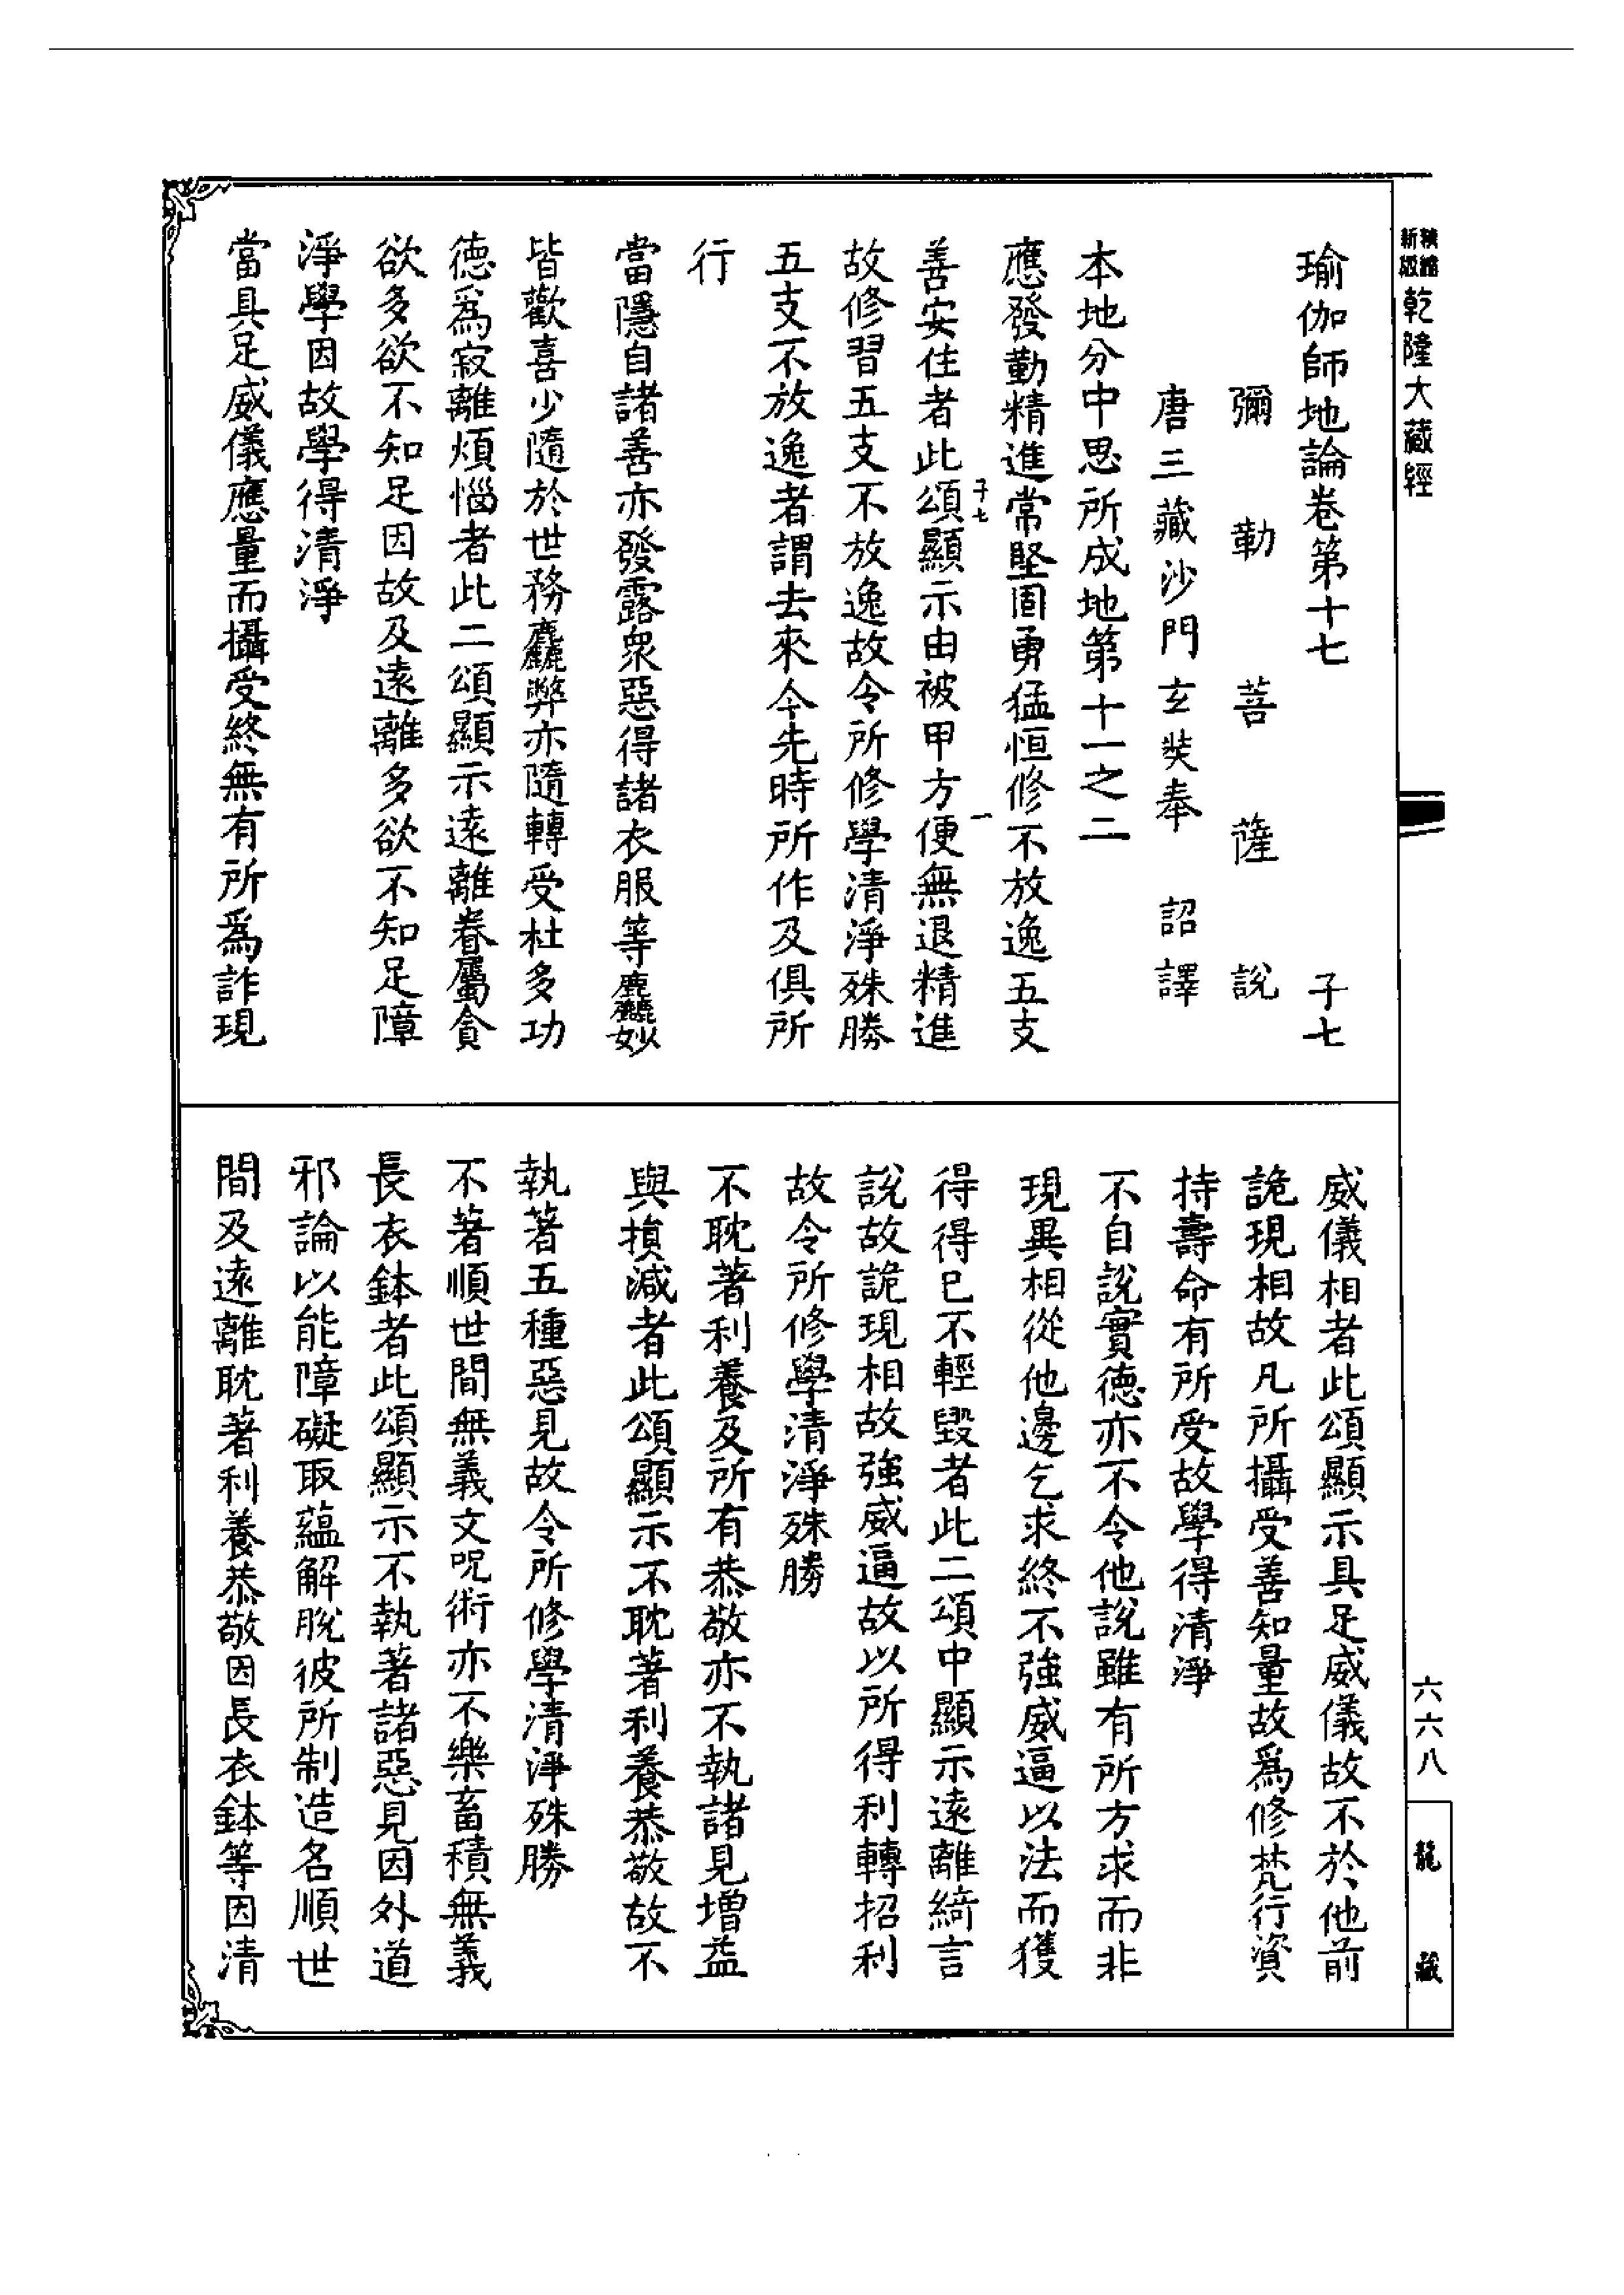 精縮新版乾隆大藏經
瑜伽師地論卷第十七 子七
彌勒菩薩說
唐三藏沙門玄奘奉 詔譯
本地分中思所成地第十一之二
應發勤精進常堅固勇猛恒修不放逸五支
子七 一
善安住者此頌顯示由被甲方便無退精進
故修習五支不放逸故令所修學清淨殊勝
五支不放逸者謂去來今先時所作及俱所
行
當隱自諸善亦發露衆惡得諸衣服等麤妙
皆歡喜少隨於世務麤弊亦隨轉受杜多功
德爲寂離煩惱者此二頌顯示遠離眷屬貪
欲多欲不知足因故及遠離多欲不知足障
淨學因故學得清淨
當具足威儀應量而攝受終無有所爲詐現
威儀相者此頌顯示具足威儀故不於他前
詭現相故凡所攝受善知量故爲修梵行資
持壽命有所受故學得清淨
不自說實德亦不令他說雖有所方求而非
現異相從他邊乞求終不強威逼以法而獲
得得已不輕毀者此二頌中顯示遠離綺言
說故詭現相故強威逼故以所得利轉招利
故令所修學清淨殊勝
不耽著利養及所有恭敬亦不執諸見增益
與損減者此頌顯示不耽著利養恭敬故不
執著五種惡見故令所修學清淨殊勝
不著順世間無義文呪術亦不樂畜積無義
長衣鉢者此頌顯示不執著諸惡見因外道
邪論以能障礙取蘊解脫彼所制造名順世
間及遠離耽著利養恭敬因長衣鉢等因清
六六八
龍藏